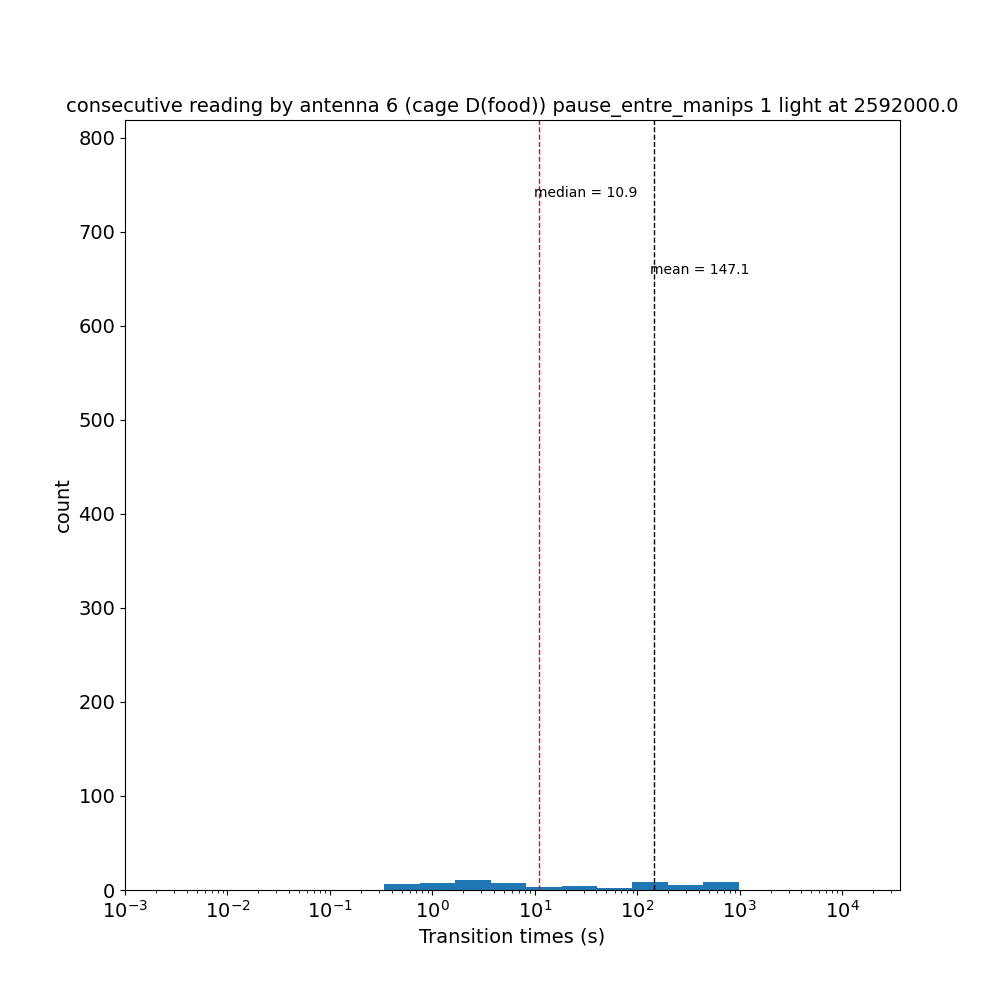 consecutive reading by antenna 6 (cage D(food)) pause_entre_manips 1 light at 2592000.0
800
median = 10.9
700
mean = 147.1
600
500
count
400
300
200
100
0
10⁻³ 10⁻² 10⁻¹ 10⁰ 10¹ 10² 10³ 10⁴
Transition times (s)